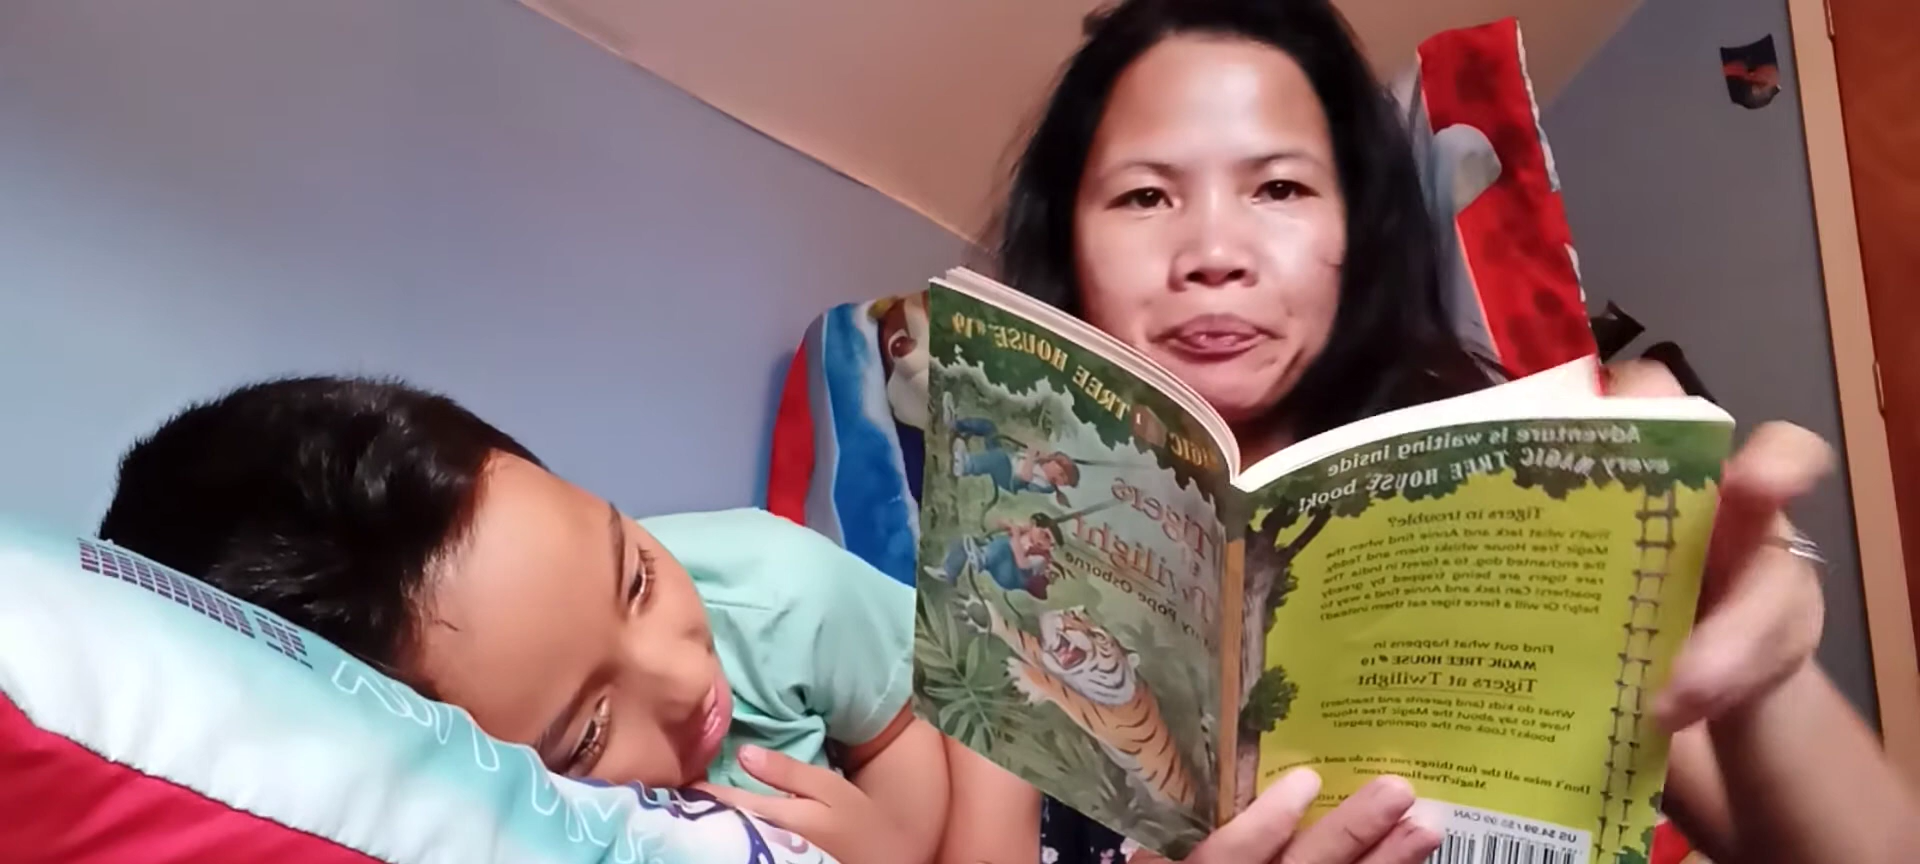 MAGIC TREE HOUSE #19
Tigers
at
Twilight
Mary Pope Osborne
Adventure is waiting inside
every MAGIC TREE HOUSE book!
Tigers in trouble?
That's what Jack and Annie find when the
Magic Tree House whisks them and Teddy,
the enchanted dog, to a forest in India. The
rare tigers are being trapped by greedy
poachers! Can Jack and Annie find a way to
help? Or will a fierce tiger eat them instead?
Find out what happens in
MAGIC TREE HOUSE #19
Tigers at Twilight
What do kids (and parents and teachers)
have to say about the Magic Tree House
books? Look on the opening pages!
Don't miss all the fun things you can do and
MagicTreeHouse.com!
US $4.99 /
CAN